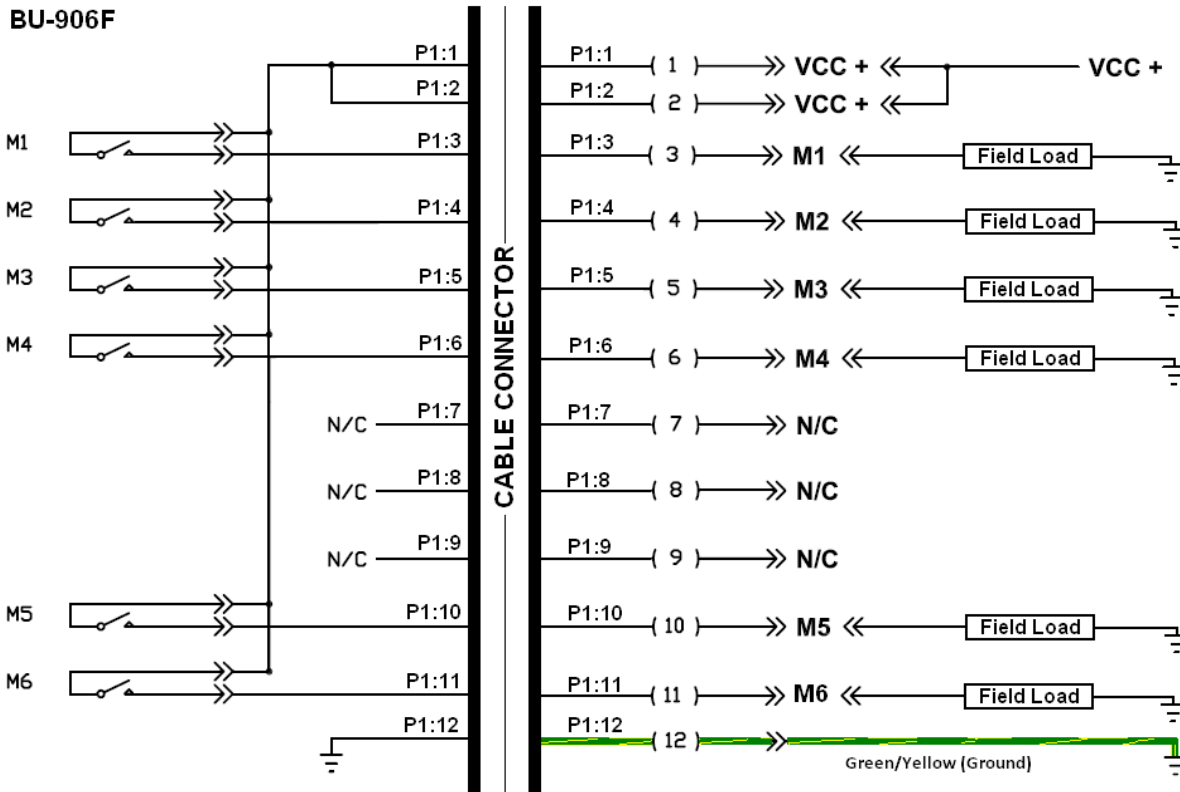 BU-906F
P1:1 P1:1 ( 1 ) VCC + VCC +
P1:2 P1:2 ( 2 ) VCC +
M1 P1:3 P1:3 ( 3 ) M1 Field Load
M2 P1:4 P1:4 ( 4 ) M2 Field Load
M3 P1:5 P1:5 ( 5 ) M3 Field Load
M4 P1:6 P1:6 ( 6 ) M4 Field Load
CABLE CONNECTOR
N/C P1:7 P1:7 ( 7 ) N/C
N/C P1:8 P1:8 ( 8 ) N/C
N/C P1:9 P1:9 ( 9 ) N/C
M5 P1:10 P1:10 ( 10 ) M5 Field Load
M6 P1:11 P1:11 ( 11 ) M6 Field Load
P1:12 P1:12 ( 12 )
Green/Yellow (Ground)